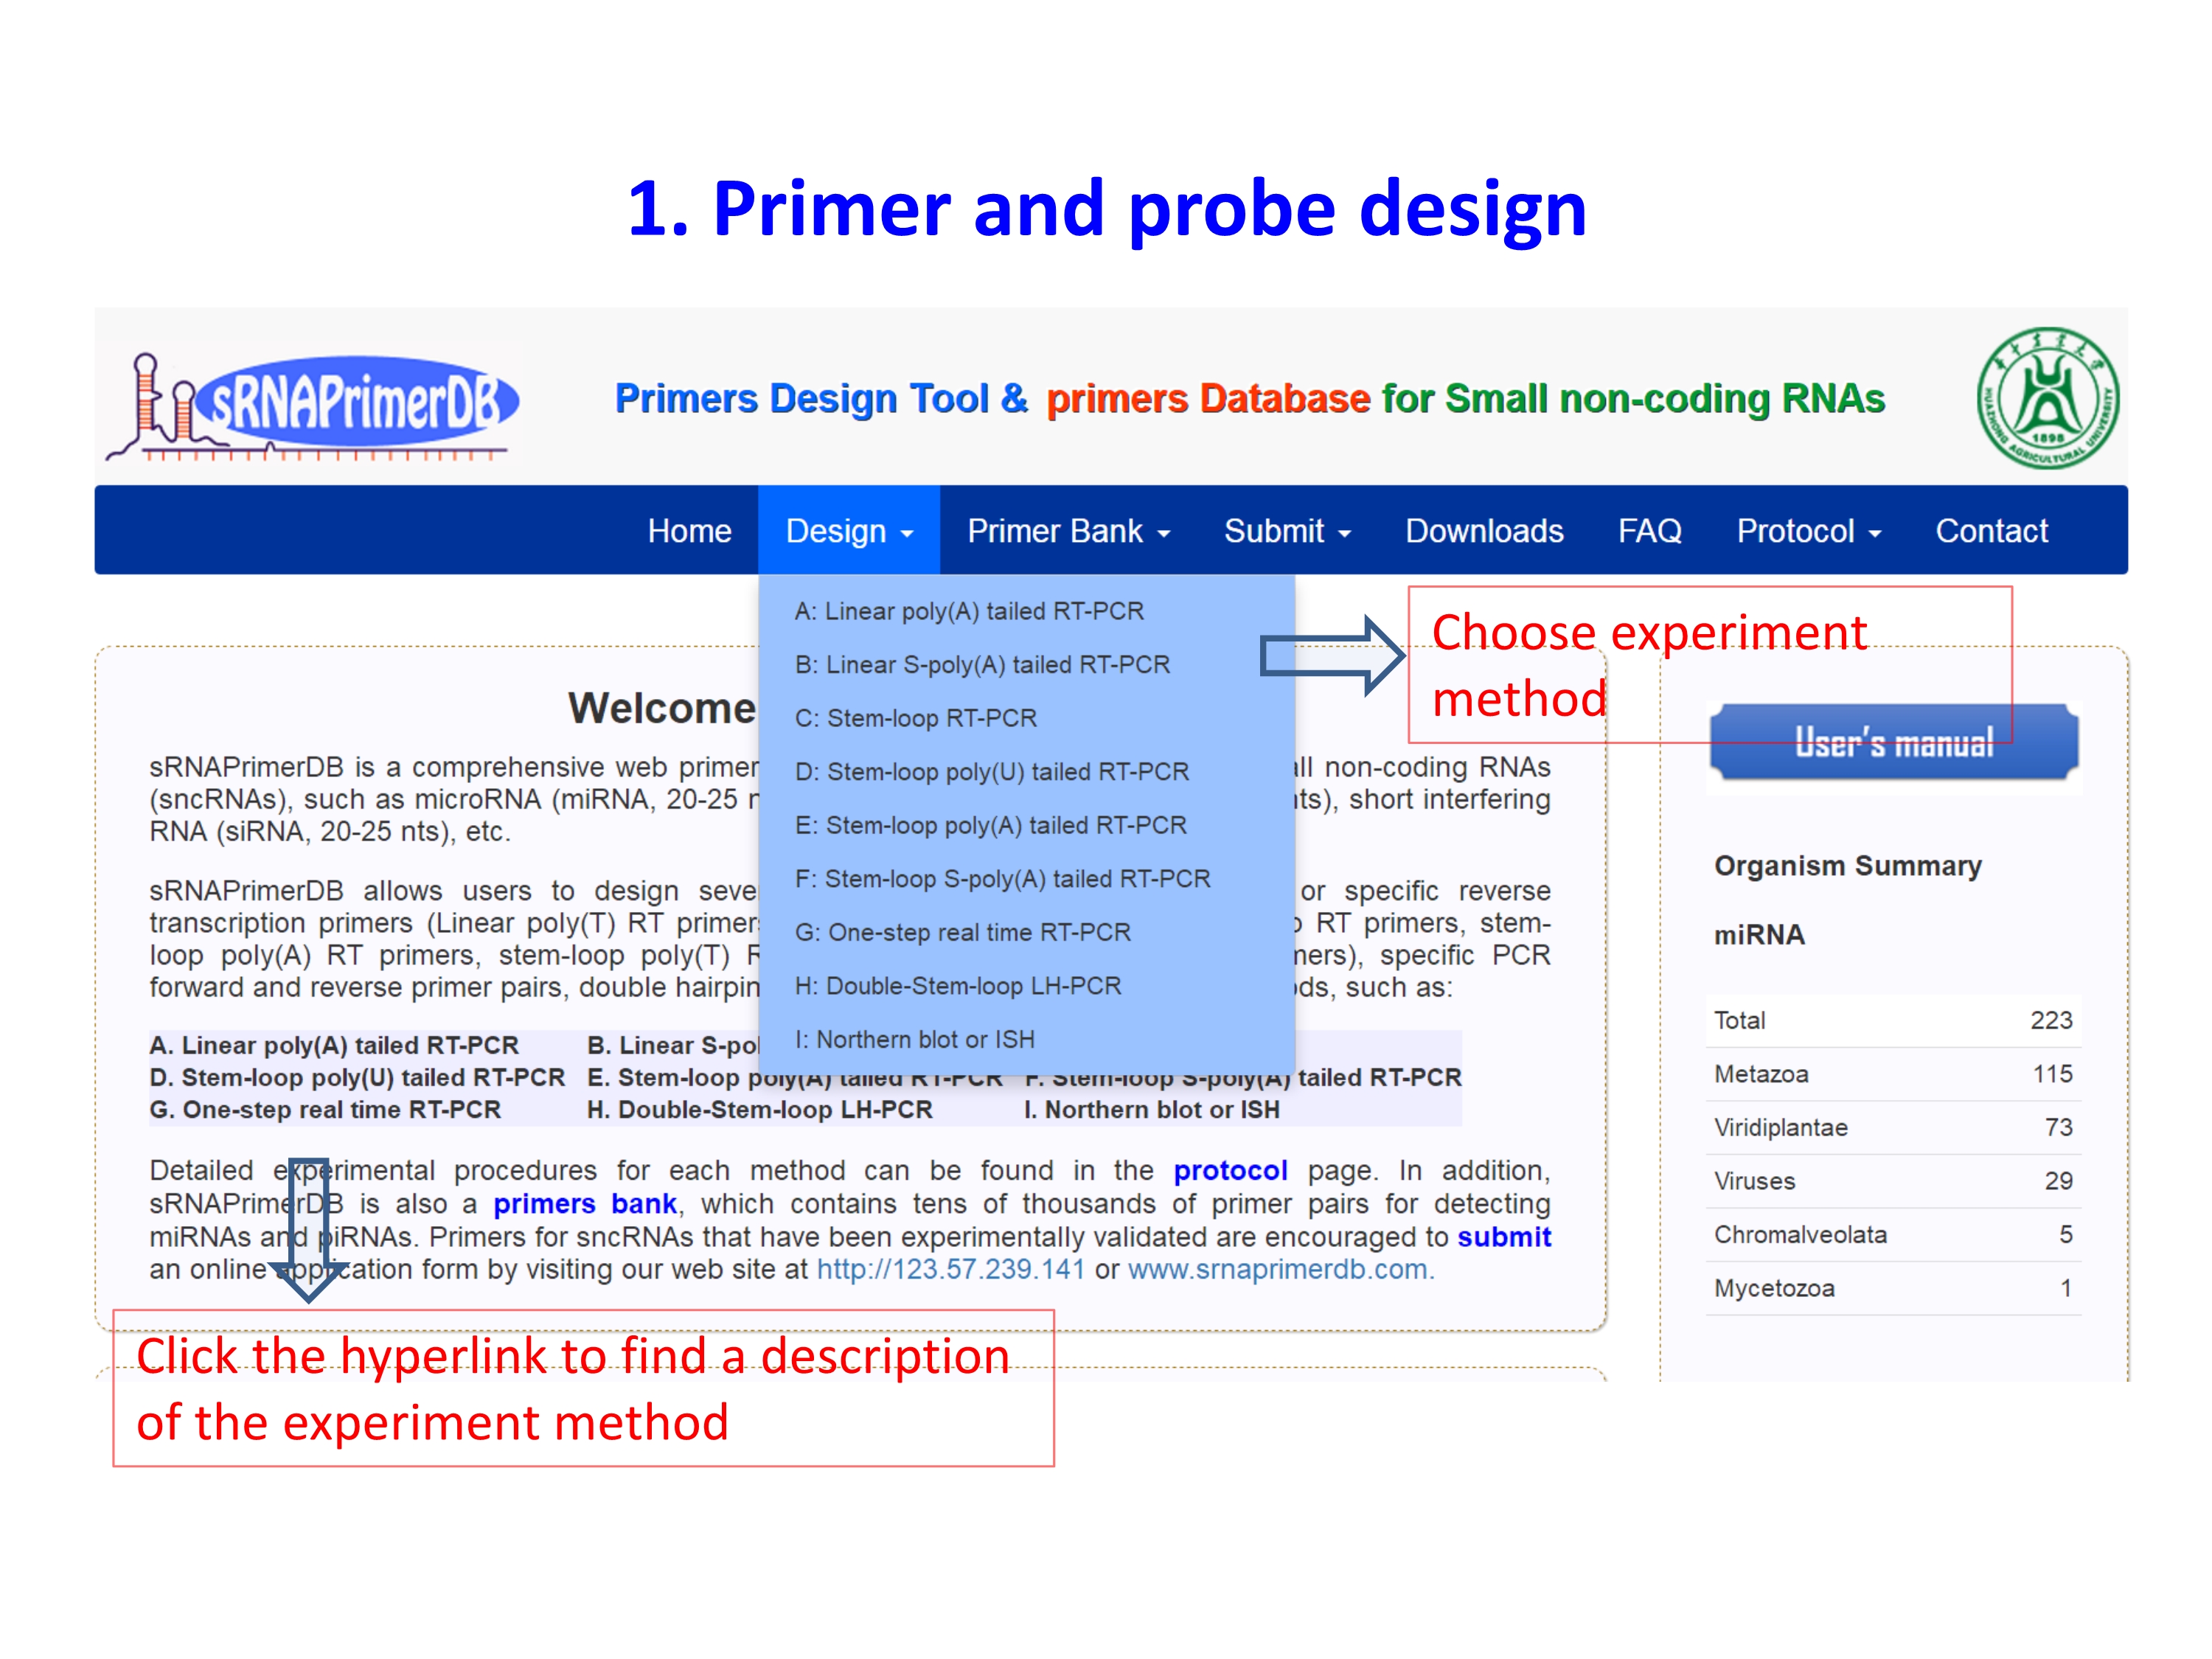 1. Primer and probe design
sRNAPrimerDB
Primers Design Tool & primers Database for Small non-coding RNAs
HUAZHONG AGRICULTURAL UNIVERSITY
1898
Home Design Primer Bank Submit Downloads FAQ Protocol Contact
A: Linear poly(A) tailed RT-PCR
B: Linear S-poly(A) tailed RT-PCR
C: Stem-loop RT-PCR
D: Stem-loop poly(U) tailed RT-PCR
E: Stem-loop poly(A) tailed RT-PCR
F: Stem-loop S-poly(A) tailed RT-PCR
G: One-step real time RT-PCR
H: Double-Stem-loop LH-PCR
I: Northern blot or ISH
Choose experiment
method
Welcome
sRNAPrimerDB is a comprehensive web primer all non-coding RNAs
(sncRNAs), such as microRNA (miRNA, 20-25 nts), short interfering
RNA (siRNA, 20-25 nts), etc.
sRNAPrimerDB allows users to design or specific reverse
transcription primers (Linear poly(T) RT RT primers, stem-
loop poly(A) RT primers, stem-loop poly(T) specific PCR
forward and reverse primer pairs, double hairpin such as:
A. Linear poly(A) tailed RT-PCR B. Linear
D. Stem-loop poly(U) tailed RT-PCR E. Stem-loop poly(A) tailed RT-PCR F. Stem-loop S-poly(A) tailed RT-PCR
G. One-step real time RT-PCR H. Double-Stem-loop LH-PCR I. Northern blot or ISH
Detailed experimental procedures for each method can be found in the protocol page. In addition,
sRNAPrimerDB is also a primers bank, which contains tens of thousands of primer pairs for detecting
miRNAs and piRNAs. Primers for sncRNAs that have been experimentally validated are encouraged to submit
an online application form by visiting our web site at http://123.57.239.141 or www.srnaprimerdb.com.
Click the hyperlink to find a description
of the experiment method
User's manual
Organism Summary
miRNA
Total 223
Metazoa 115
Viridiplantae 73
Viruses 29
Chromalveolata 5
Mycetozoa 1